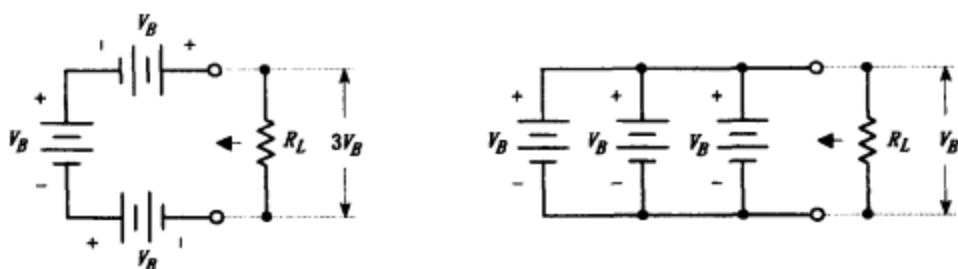 V_B
- +
+
V_B R_L 3V_B
-
+ -
V_B
+ + +
V_B V_B V_B R_L V_B
- - -